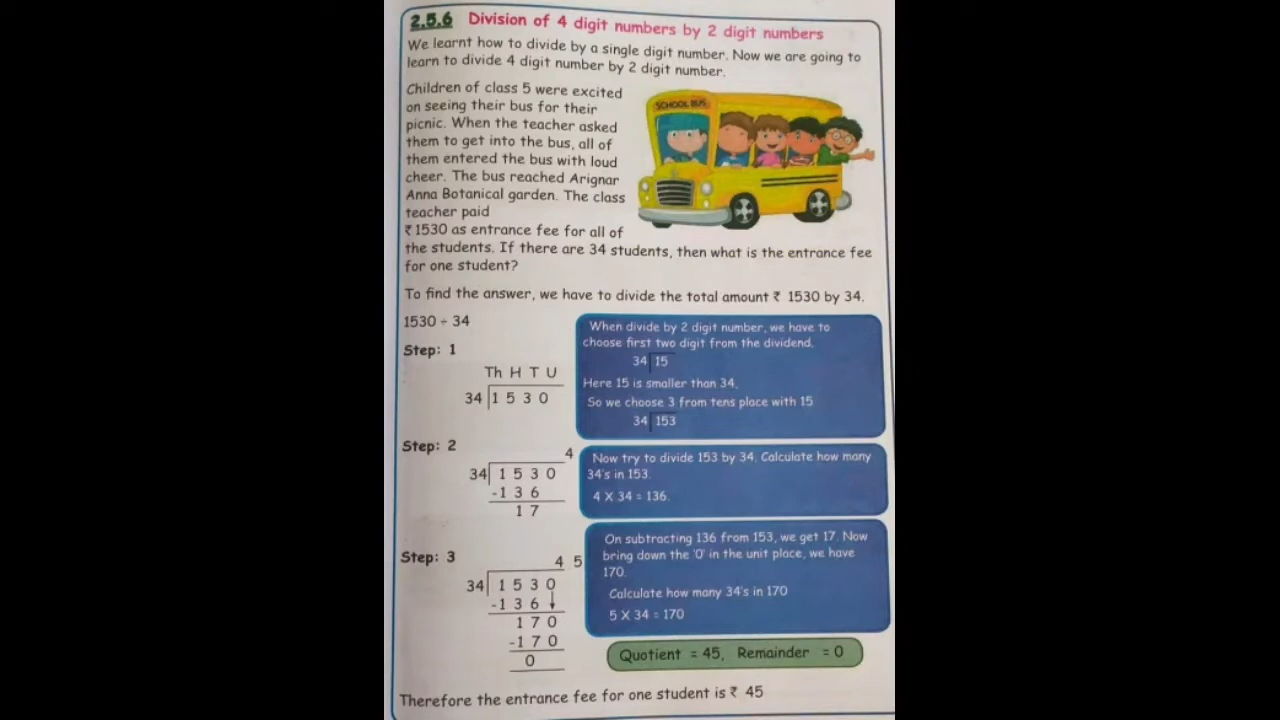 2.5.6 Division of 4 digit numbers by 2 digit numbers
We learnt how to divide by a single digit number. Now we are going to
learn to divide 4 digit number by 2 digit number.
Children of class 5 were excited
on seeing their bus for their
picnic. When the teacher asked
them to get into the bus, all of
them entered the bus with loud
cheer. The bus reached Arignar
Anna Botanical garden. The class
teacher paid
₹ 1530 as entrance fee for all of
the students. If there are 34 students, then what is the entrance fee
for one student?
SCHOOL BUS
To find the answer, we have to divide the total amount ₹ 1530 by 34.
1530 ÷ 34
Step: 1
Th H T U
34 1 5 3 0
When divide by 2 digit number, we have to
choose first two digit from the dividend.
34 15
Here 15 is smaller than 34.
So we choose 3 from tens place with 15
34 153
Step: 2
4
34 1 5 3 0
-1 3 6
1 7
Now try to divide 153 by 34. Calculate how many
34's in 153.
4 X 34 = 136.
Step: 3
4 5
34 1 5 3 0
-1 3 6 ↓
1 7 0
-1 7 0
0
On subtracting 136 from 153, we get 17. Now
bring down the '0' in the unit place, we have
170.
Calculate how many 34's in 170
5 X 34 = 170
Quotient = 45, Remainder = 0
Therefore the entrance fee for one student is ₹ 45